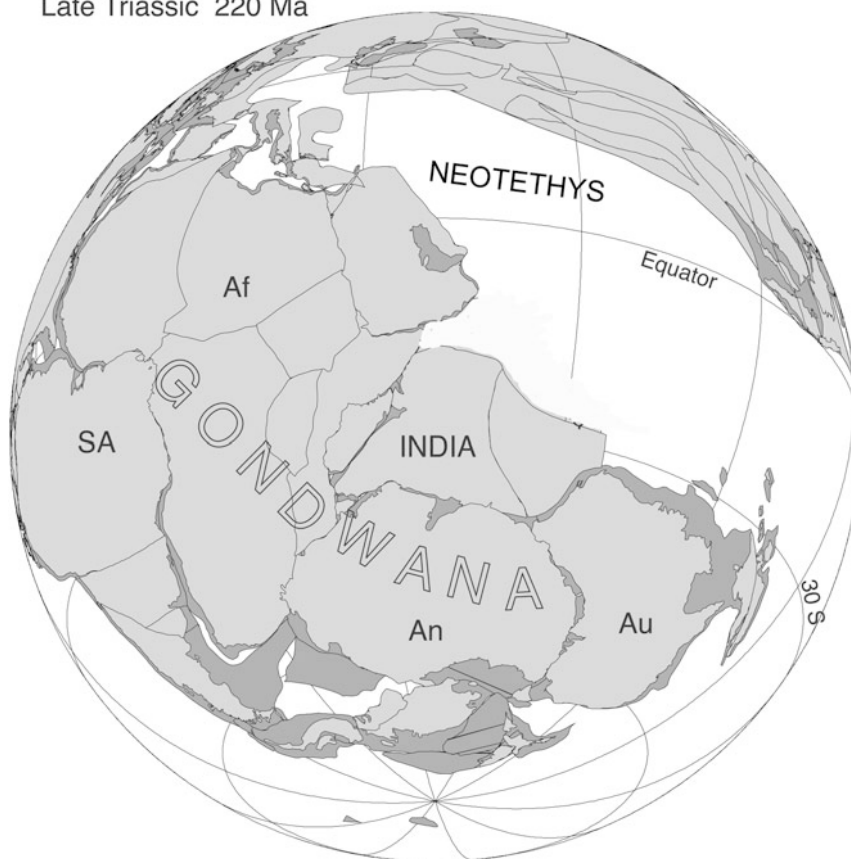 Late Triassic 220 Ma
NEOTETHYS
Equator
Af
GONDWANA
SA
INDIA
30 S
An
Au